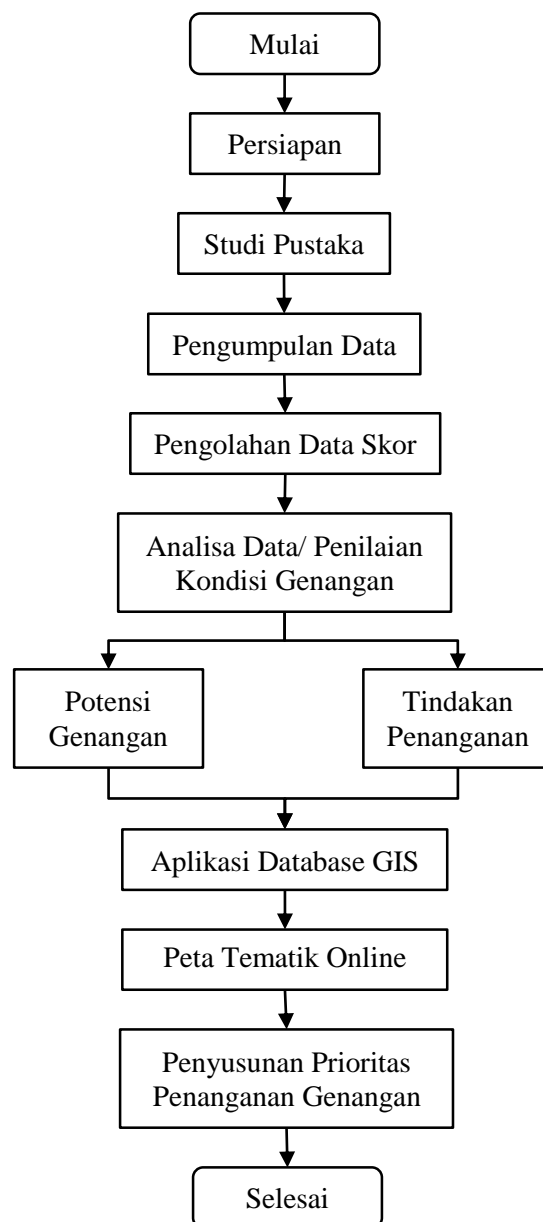 Mulai
Persiapan
Studi Pustaka
Pengumpulan Data
Pengolahan Data Skor
Analisa Data/ Penilaian
Kondisi Genangan
Potensi
Genangan
Tindakan
Penanganan
Aplikasi Database GIS
Peta Tematik Online
Penyusunan Prioritas
Penanganan Genangan
Selesai